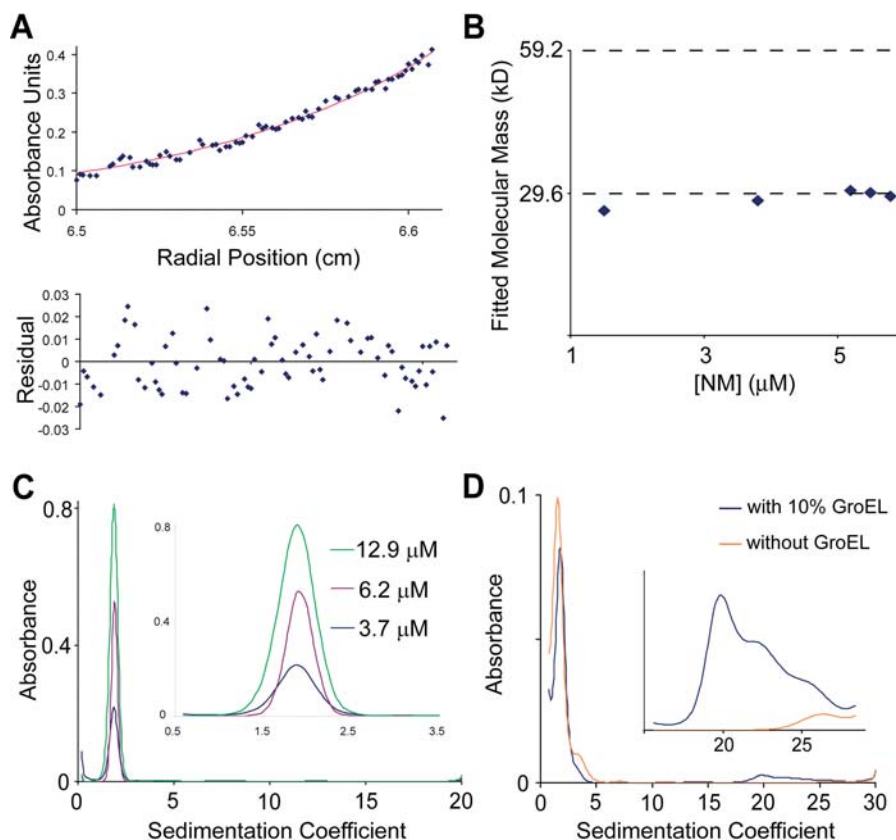 A
Absorbance Units
0.4
0.3
0.2
0.1
0
6.5
6.55
6.6
Radial Position (cm)
Residual
0.03
0.02
0.01
0
-0.01
-0.02
-0.03
B
Fitted Molecular Mass (kD)
59.2
29.6
1
3
5
[NM] (μM)
C
Absorbance
0.8
0.4
0
0
5
10
15
20
Sedimentation Coefficient
0.8
0.4
0
0.5
1.5
2.5
3.5
12.9 μM
6.2 μM
3.7 μM
D
Absorbance
0.1
0
0
5
10
15
20
25
30
Sedimentation Coefficient
with 10% GroEL
without GroEL
20
25